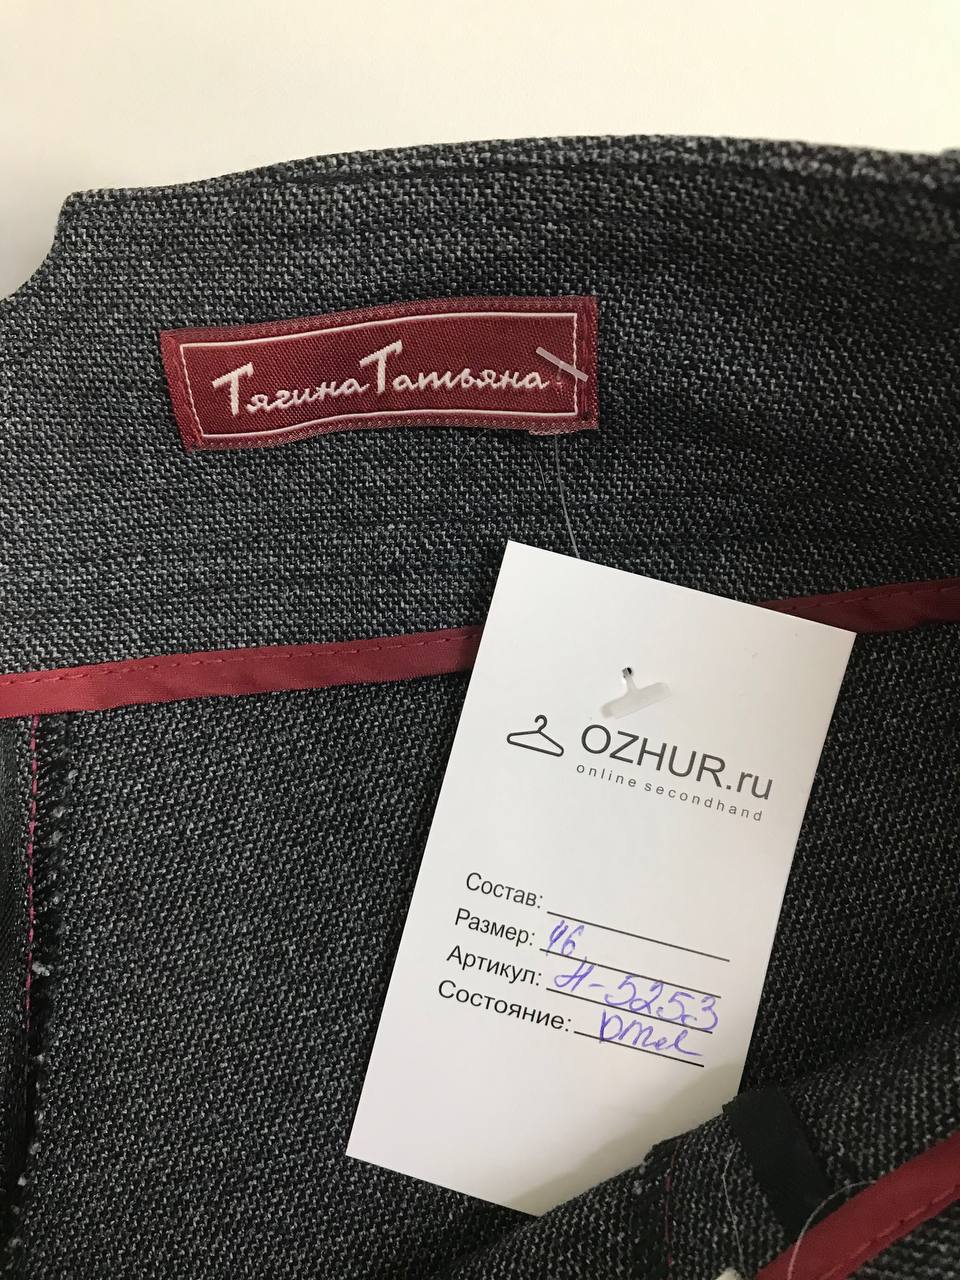 Тягина Татьяна
OZHUR.ru
online secondhand
Состав:
Размер: 46
Артикул: Н-5253
Состояние: отл